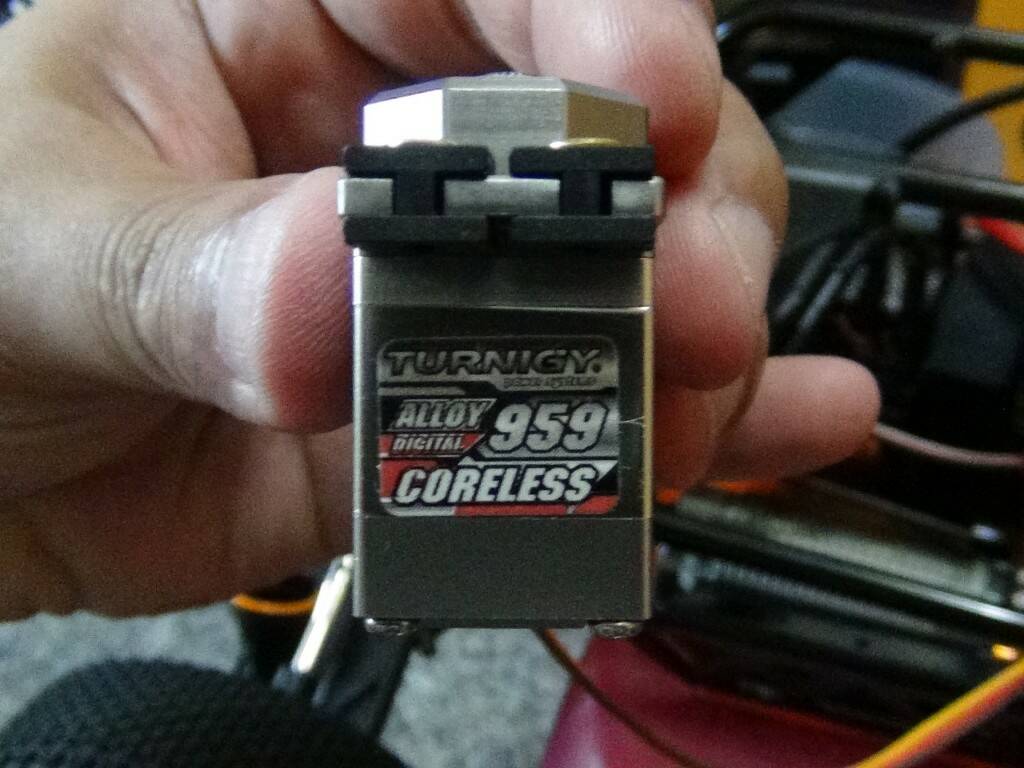 TURNIGY.
ALLOY 959
DIGITAL
CORELESS